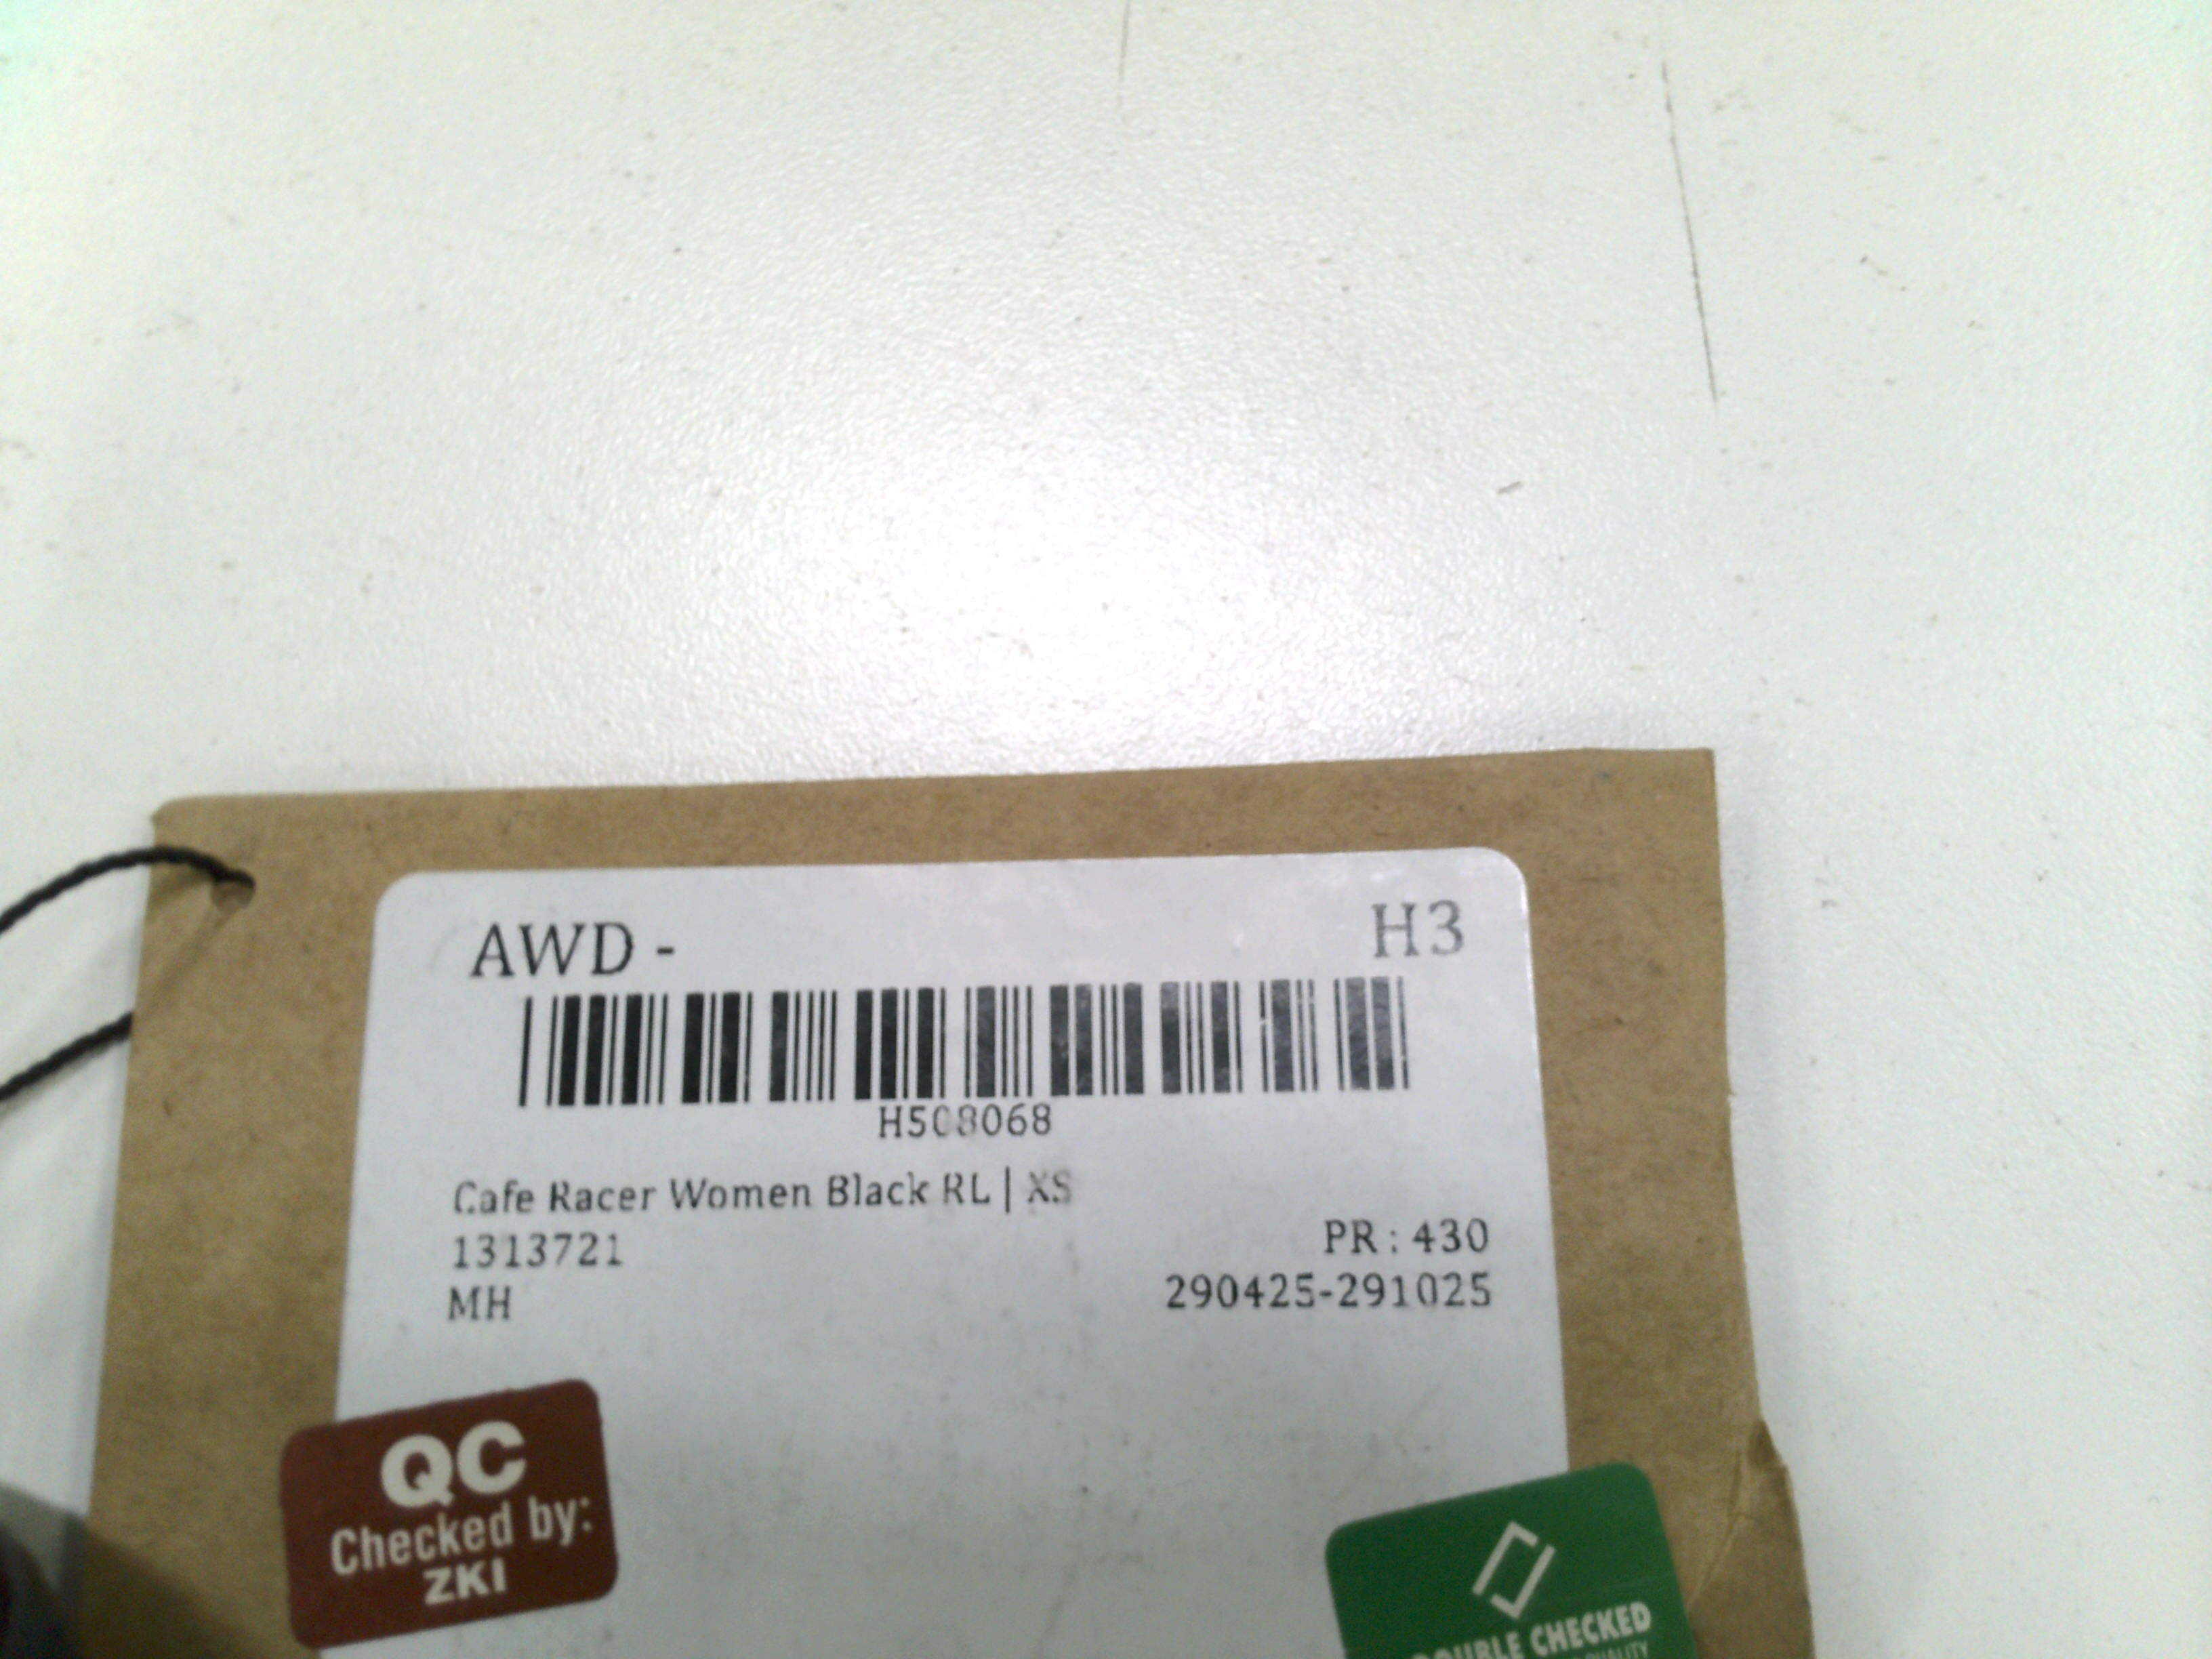 AWD - H3
H508068
Cafe Racer Women Black RL | XS
1313721
PR : 430
MH
290425-291025
QC
Checked by:
ZKI
DOUBLE CHECKED
QUALITY